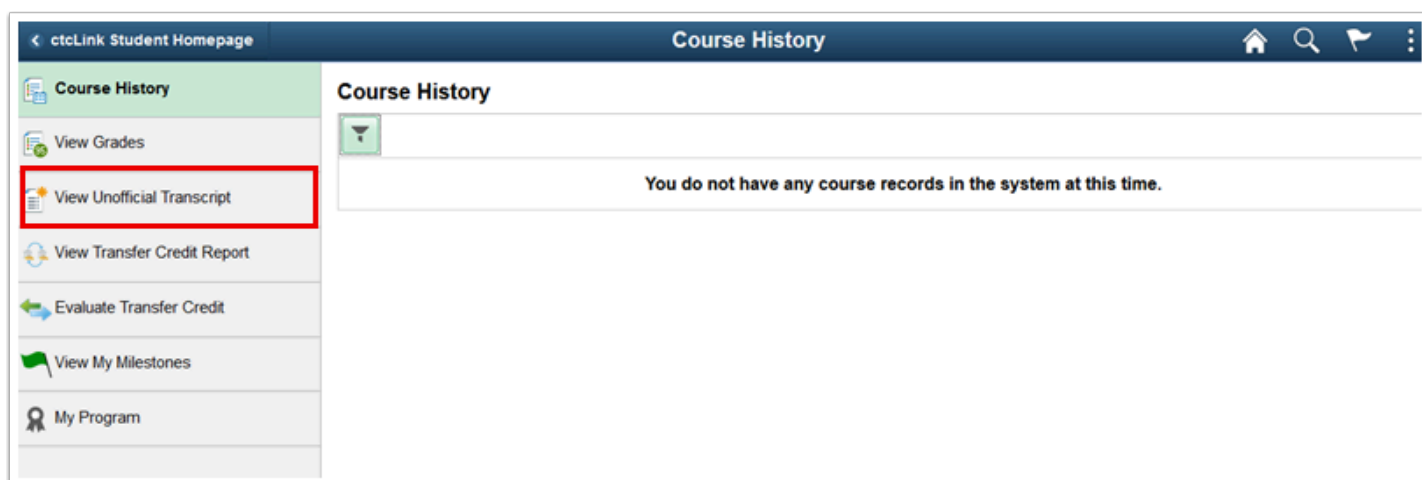 ctcLink Student Homepage
Course History
Course History
Course History
View Grades
View Unofficial Transcript
You do not have any course records in the system at this time.
View Transfer Credit Report
Evaluate Transfer Credit
View My Milestones
My Program